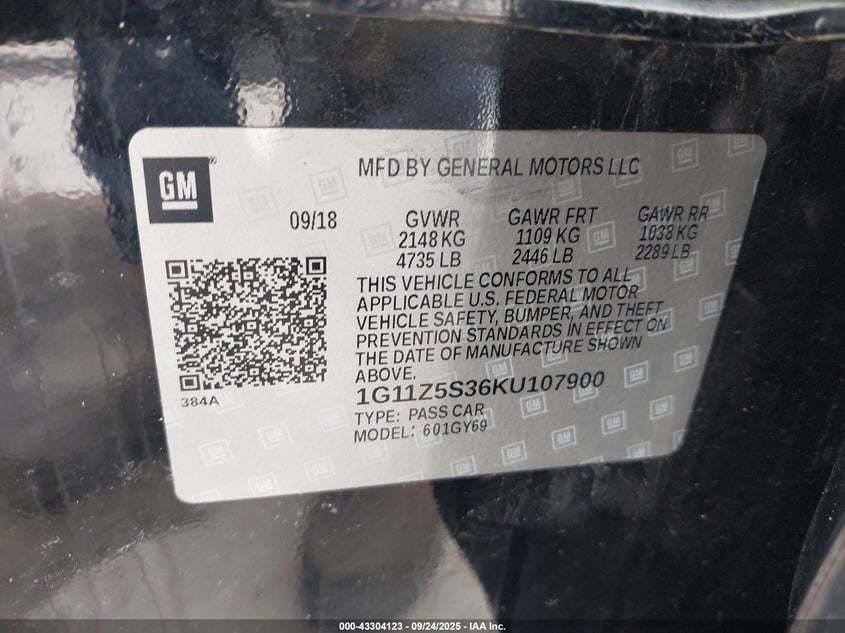 GM
MFD BY GENERAL MOTORS LLC
09/18
GVWR GAWR FRT GAWR RR
2148 KG 1109 KG 1038 KG
4735 LB 2446 LB 2289 LB
THIS VEHICLE CONFORMS TO ALL
APPLICABLE U.S. FEDERAL MOTOR
VEHICLE SAFETY, BUMPER, AND THEFT
PREVENTION STANDARDS IN EFFECT ON
THE DATE OF MANUFACTURE SHOWN
ABOVE.
384A
1G11Z5S36KU107900
TYPE: PASS CAR
MODEL: 601GY69
000-43304123 - 09/24/2025 - IAA Inc.